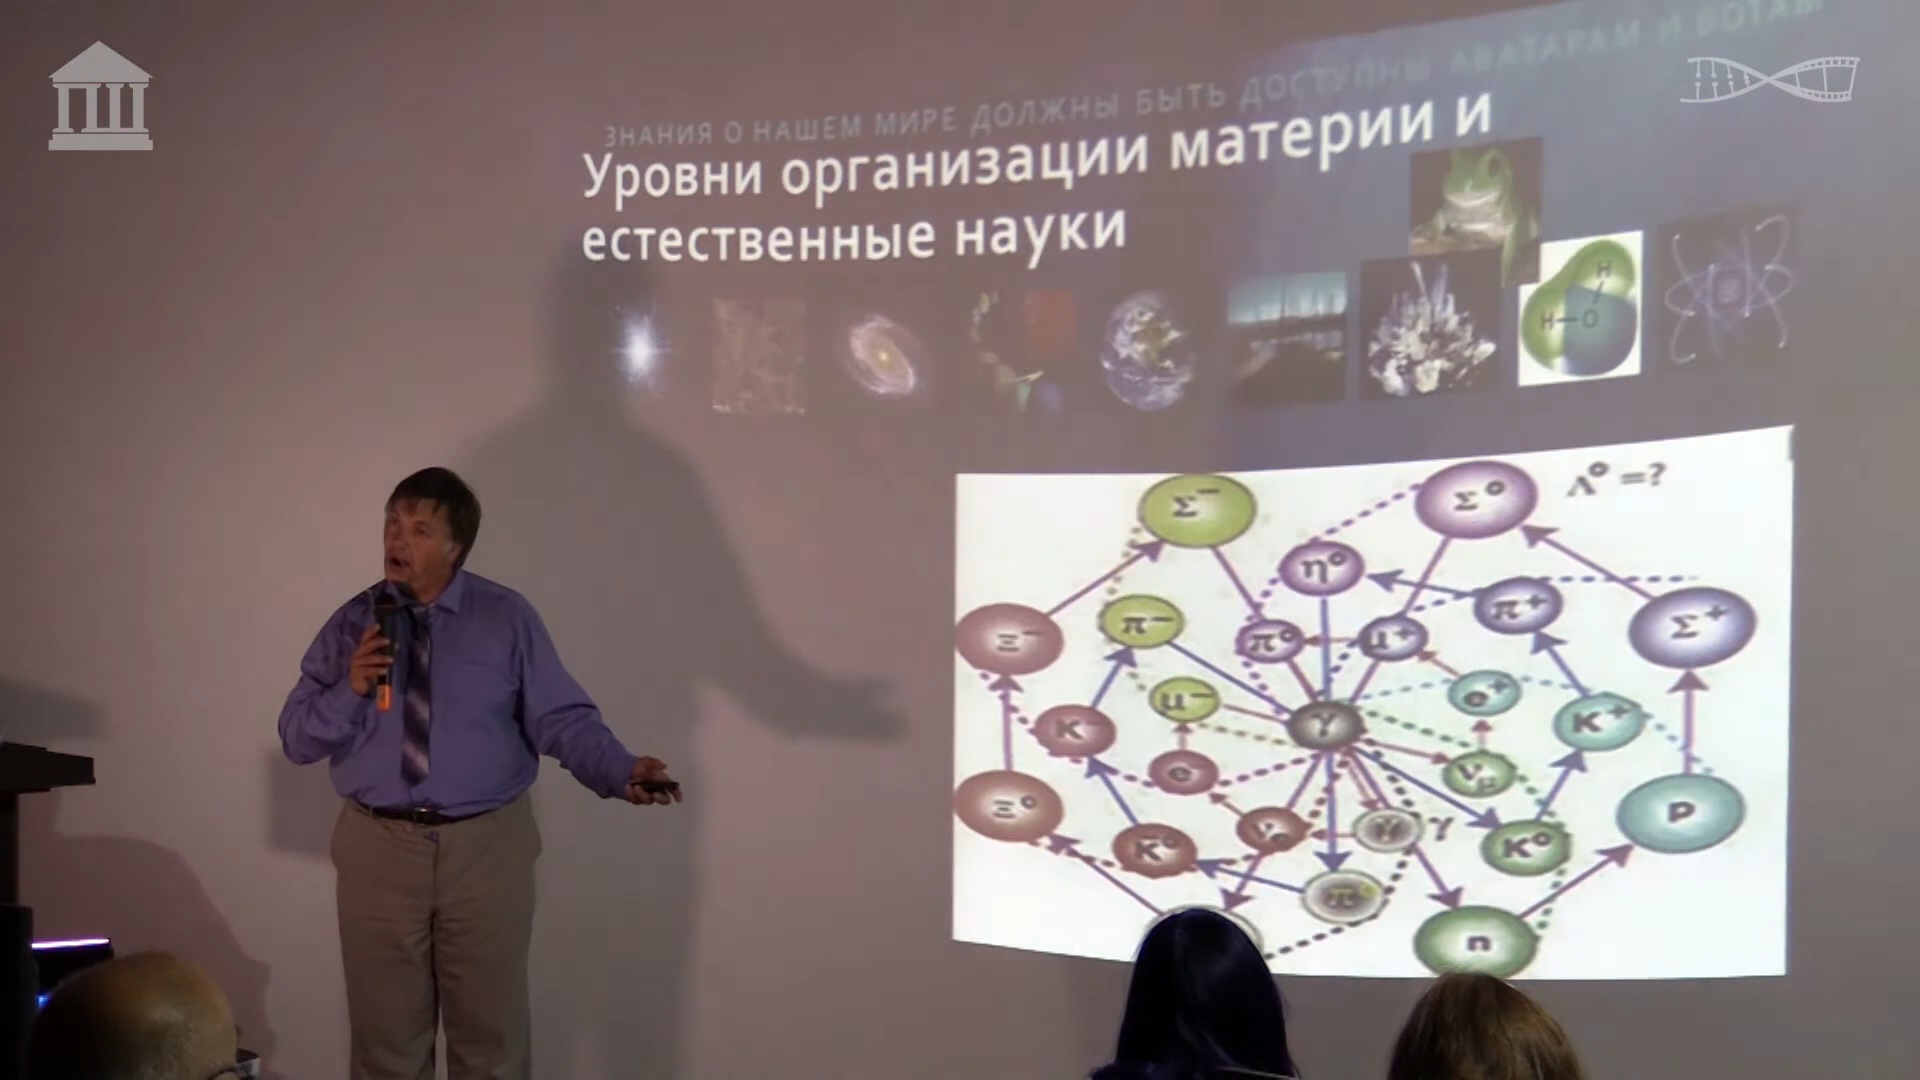 ЗНАНИЯ О НАШЕМ МИРЕ ДОЛЖНЫ БЫТЬ ДОСТУПНЫ АВАТАРАМ И БОТАМ
Уровни организации материи и
естественные науки
H
H–O
Σ⁻
Σ⁰
Λ⁰ =?
η⁰
π⁻
π⁰
μ⁺
π⁺
Σ⁺
Ξ⁻
μ⁻
e⁺
K⁻
γ
K⁺
e⁻
ν
μ
Ξ⁰
P
ν
γ
γ
K⁰
K⁰
π⁰
n